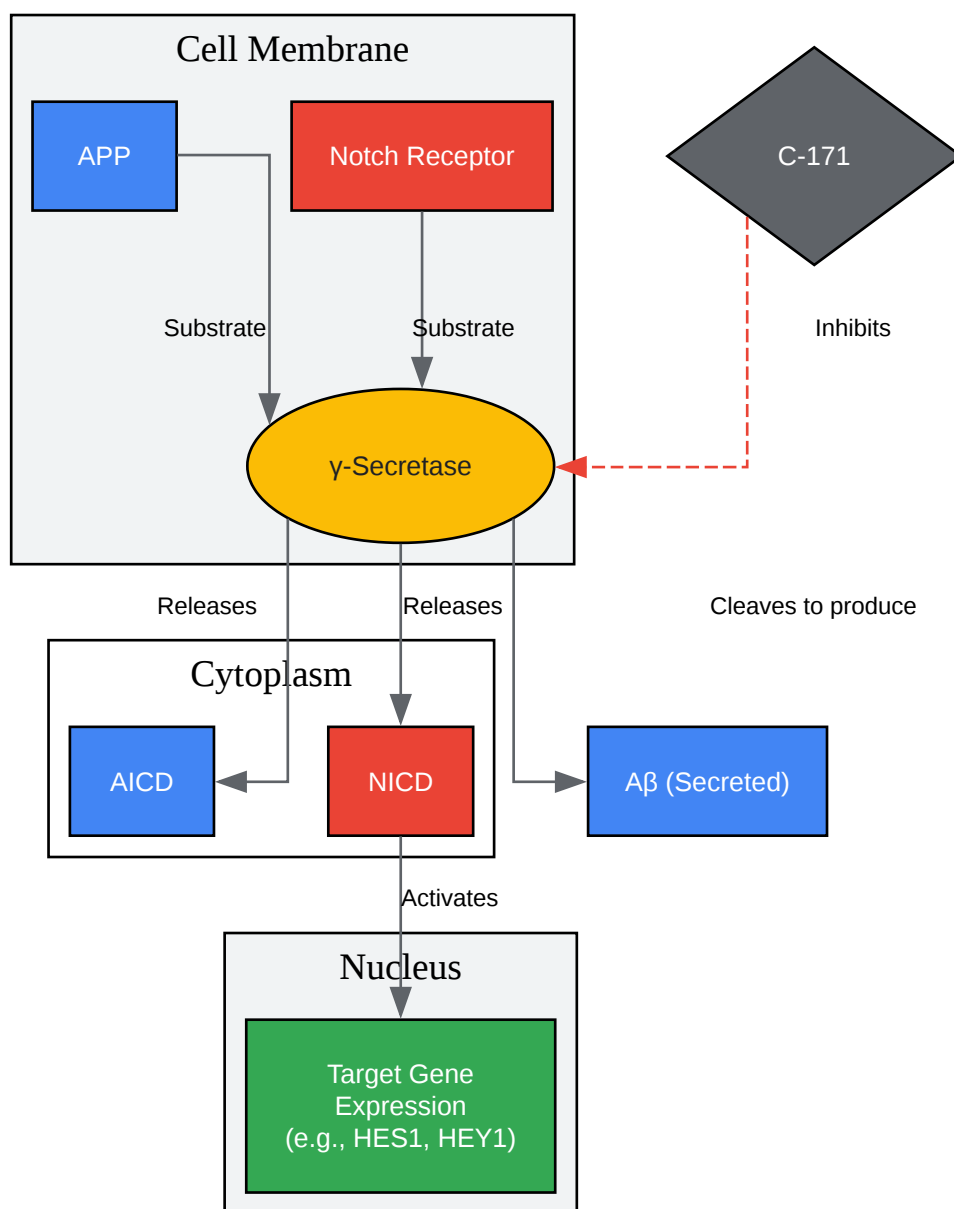 Cell Membrane
APP
Notch Receptor
C-171
Substrate
Substrate
Inhibits
γ-Secretase
Releases
Releases
Cleaves to produce
Cytoplasm
AICD
NICD
Aβ (Secreted)
Activates
Nucleus
Target Gene
Expression
(e.g., HES1, HEY1)